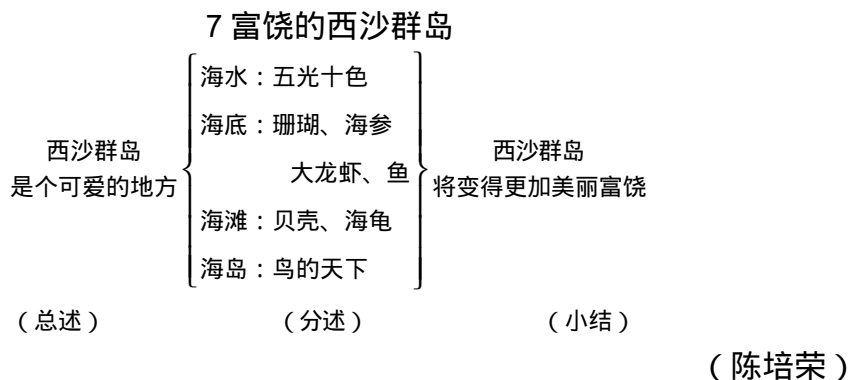 7 富饶的西沙群岛
海水：五光十色
海底：珊瑚、海参
大龙虾、鱼
海滩：贝壳、海龟
海岛：鸟的天下
西沙群岛
是个可爱的地方
西沙群岛
将变得更加美丽富饶
（总述）
（分述）
（小结）
（陈培荣）